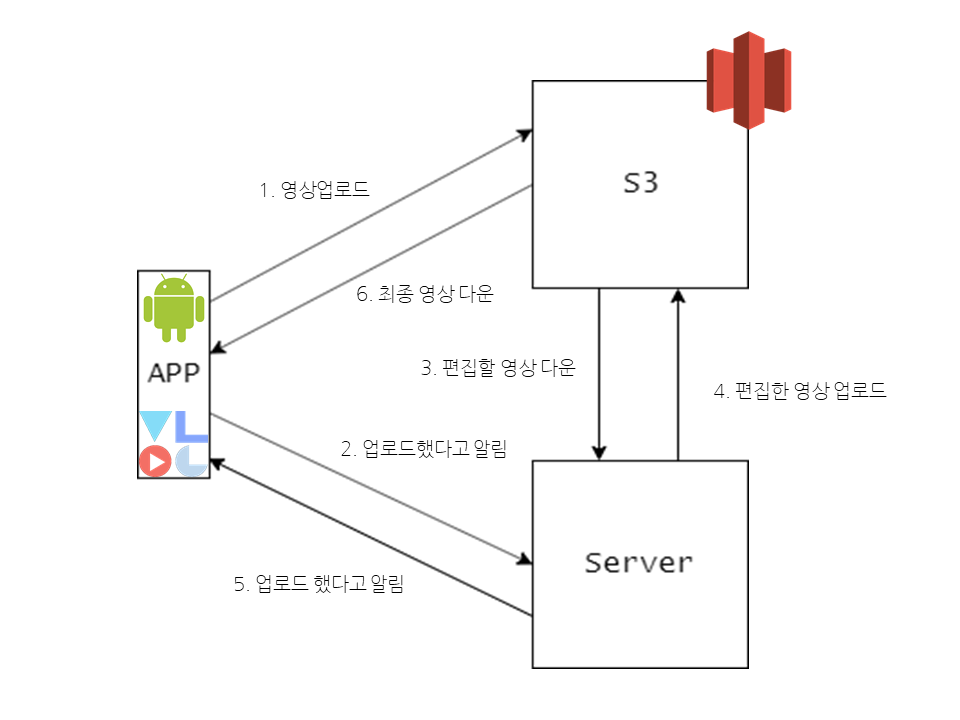 S3
1. 영상업로드
6. 최종 영상 다운
APP
3. 편집할 영상 다운
4. 편집한 영상 업로드
2. 업로드했다고 알림
Server
5. 업로드 했다고 알림